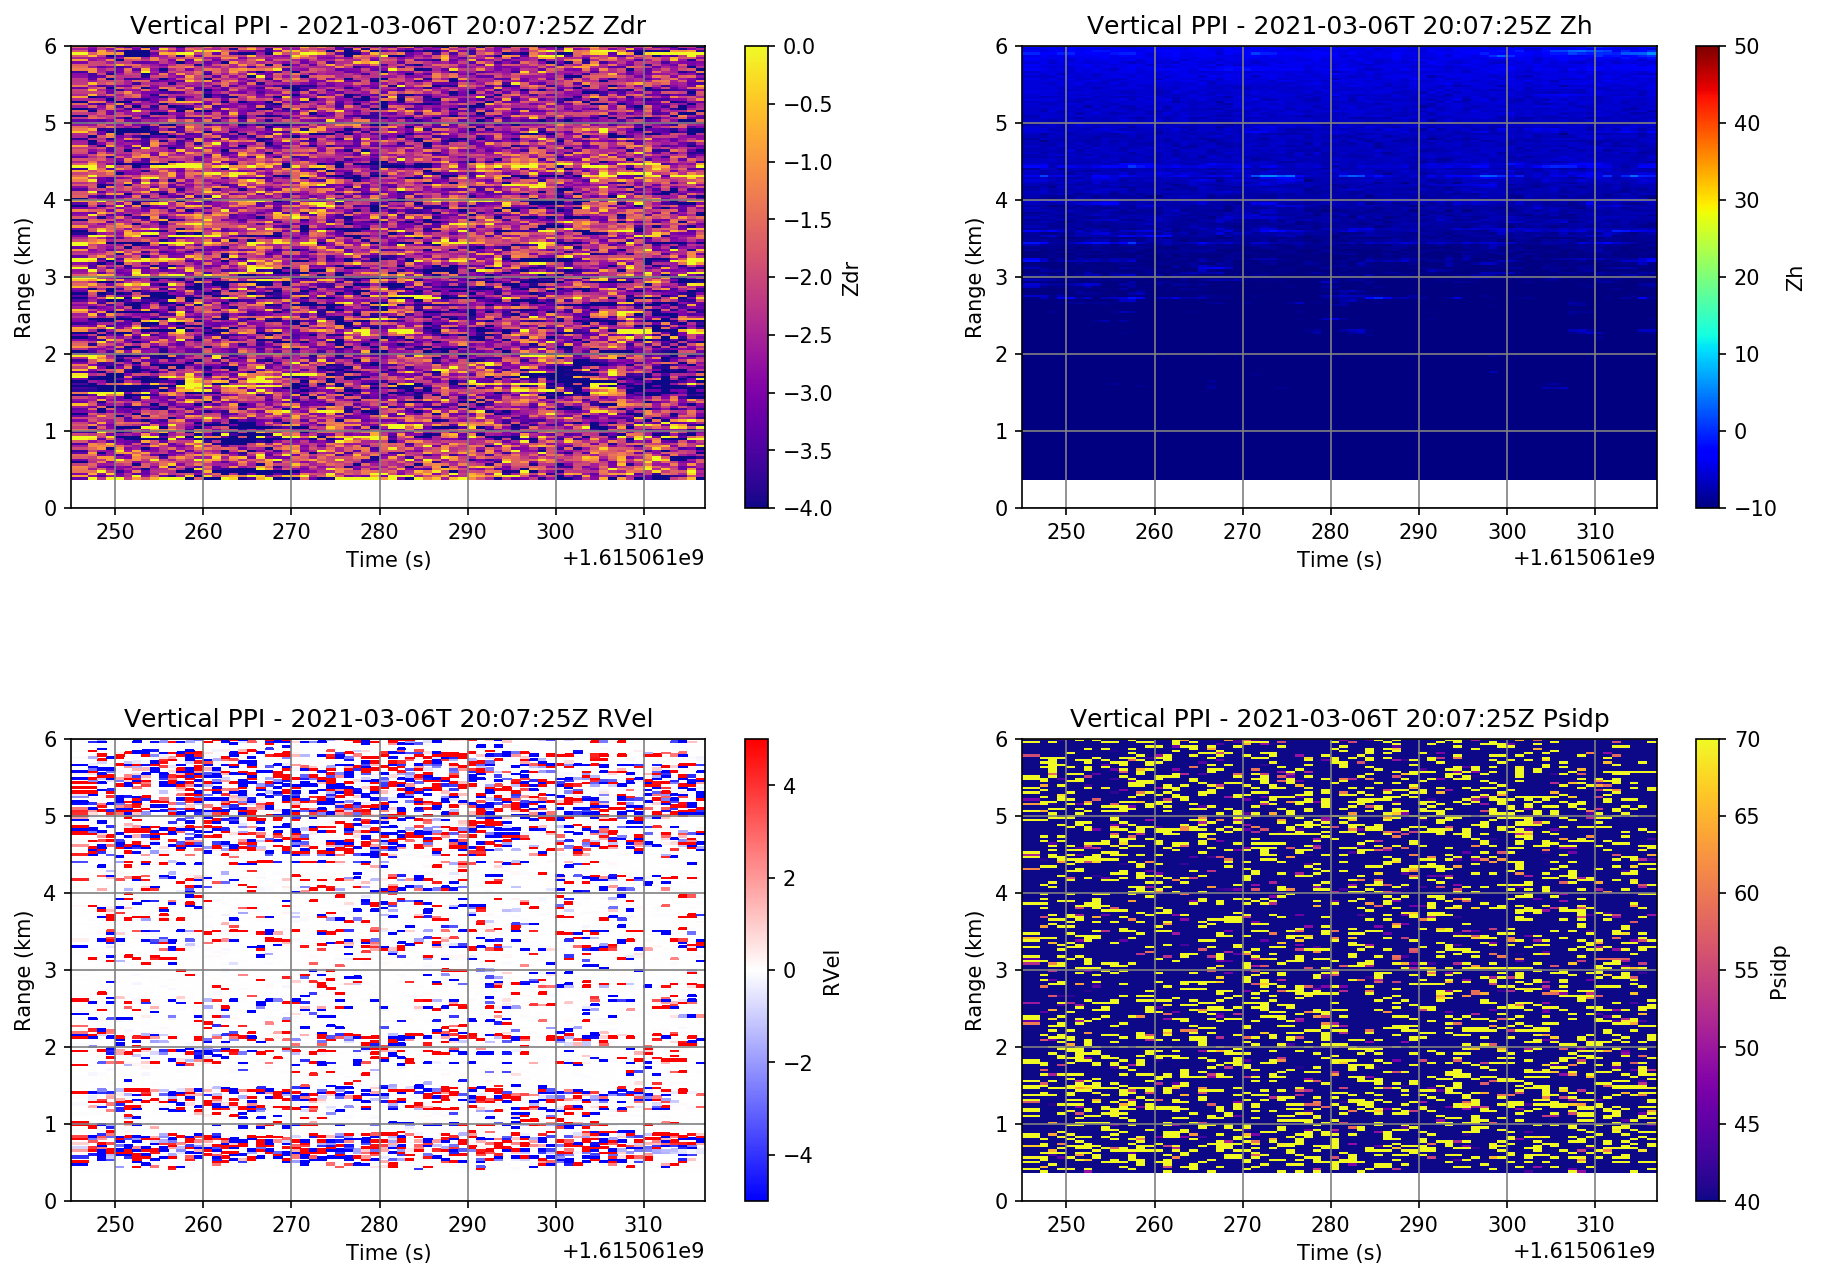 Vertical PPI - 2021-03-06T 20:07:25Z Zdr
6
5
4
3
2
1
0
Range (km)
250 260 270 280 290 300 310
Time (s)
+1.615061e9
0.0
−0.5
−1.0
−1.5
−2.0
−2.5
−3.0
−3.5
−4.0
Zdr
Vertical PPI - 2021-03-06T 20:07:25Z Zh
6
5
4
3
2
1
0
Range (km)
250 260 270 280 290 300 310
Time (s)
+1.615061e9
50
40
30
20
10
0
−10
Zh
Vertical PPI - 2021-03-06T 20:07:25Z RVel
6
5
4
3
2
1
0
Range (km)
250 260 270 280 290 300 310
Time (s)
+1.615061e9
4
2
0
−2
−4
RVel
Vertical PPI - 2021-03-06T 20:07:25Z Psidp
6
5
4
3
2
1
0
Range (km)
250 260 270 280 290 300 310
Time (s)
+1.615061e9
70
65
60
55
50
45
40
Psidp